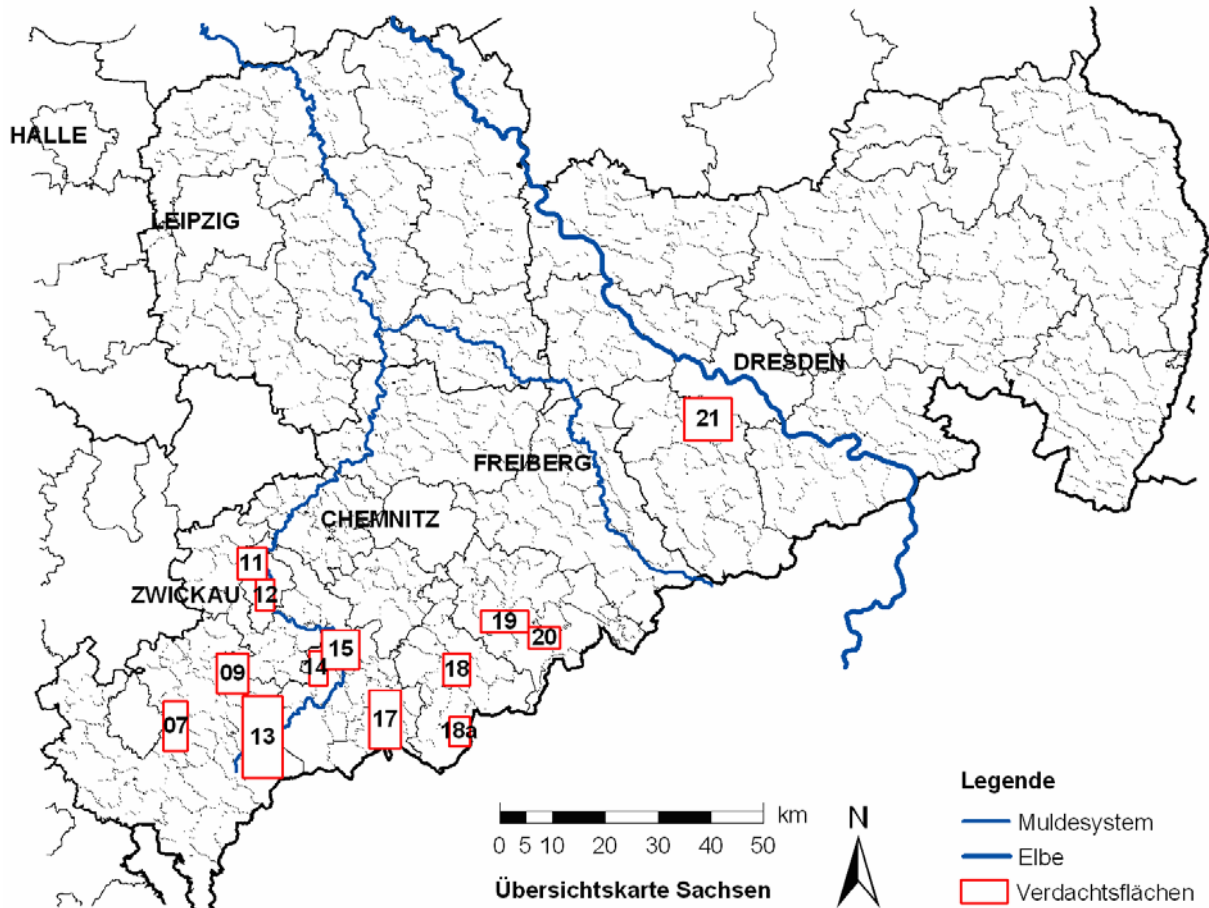 HALLE
LEIPZIG
DRESDEN
21
FREIBERG
CHEMNITZ
11
ZWICKAU
12
19
20
15
14
18
09
07
13
17
18a
Legende
km
N
Muldesystem
0 5 10 20 30 40 50
Elbe
Übersichtskarte Sachsen
Verdachtsflächen